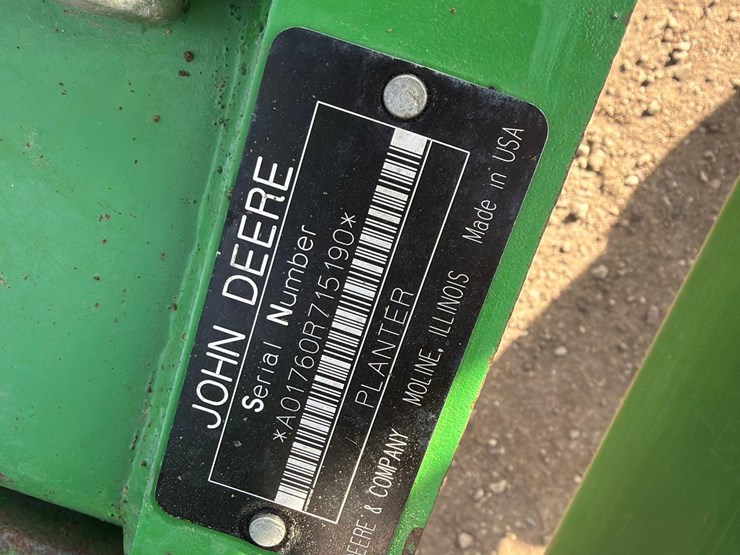 JOHN DEERE
Serial Number
*A01760R715190*
PLANTER
DEERE & COMPANY MOLINE, ILLINOIS Made in USA